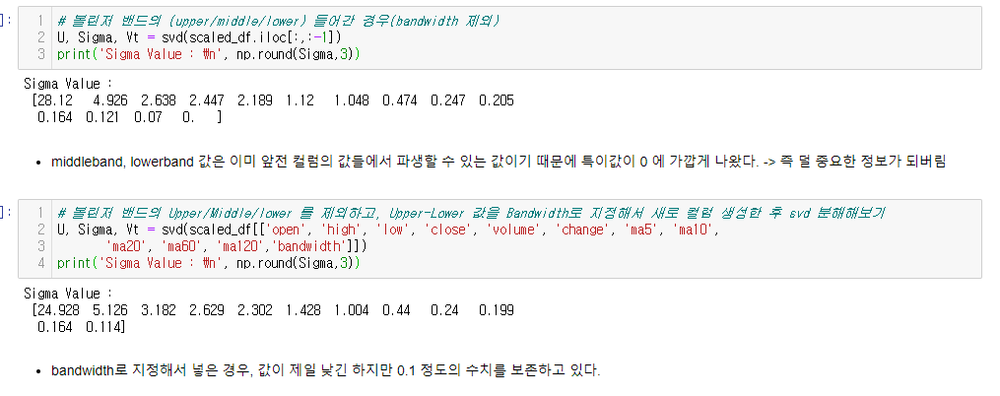 ]:
1 # 볼린저 밴드의 (upper/middle/lower) 들어간 경우(bandwidth 제외)
2 U, Sigma, Vt = svd(scaled_df.iloc[:,:-1])
3 print('Sigma Value : ₩n', np.round(Sigma,3))
Sigma Value :
[28.12 4.926 2.638 2.447 2.189 1.12 1.048 0.474 0.247 0.205
0.164 0.121 0.07 0. ]
• middleband, lowerband 값은 이미 앞전 컬럼의 값들에서 파생할 수 있는 값이기 때문에 특이값이 0 에 가깝게 나왔다. -> 즉 덜 중요한 정보가 되버림
]:
1 # 볼린저 밴드의 Upper/Middle/lower 를 제외하고, Upper-Lower 값을 Bandwidth로 지정해서 새로 컬럼 생성한 후 svd 분해해보기
2 U, Sigma, Vt = svd(scaled_df[['open', 'high', 'low', 'close', 'volume', 'change', 'ma5', 'ma10',
3 'ma20', 'ma60', 'ma120','bandwidth']])
4 print('Sigma Value : ₩n', np.round(Sigma,3))
Sigma Value :
[24.928 5.126 3.182 2.629 2.302 1.428 1.004 0.44 0.24 0.199
0.164 0.114]
• bandwidth로 지정해서 넣은 경우, 값이 제일 낮긴 하지만 0.1 정도의 수치를 보존하고 있다.